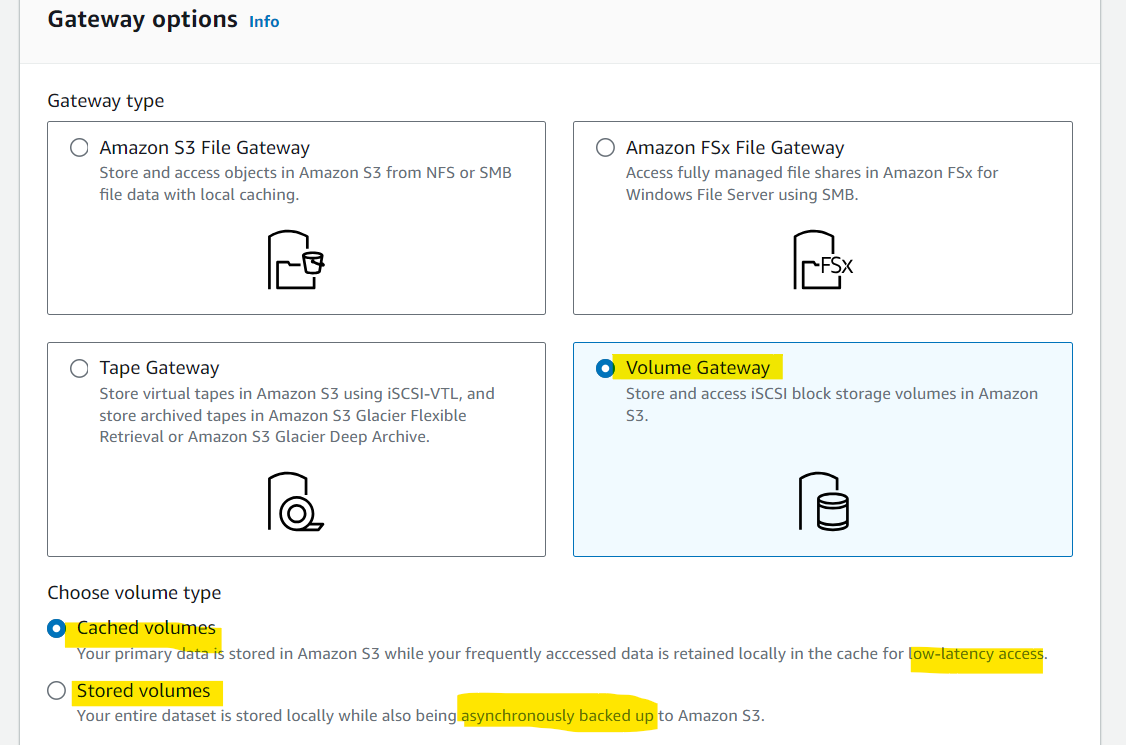 Gateway options Info
Gateway type
Amazon S3 File Gateway
Store and access objects in Amazon S3 from NFS or SMB
file data with local caching.
Amazon FSx File Gateway
Access fully managed file shares in Amazon FSx for
Windows File Server using SMB.
FSx
Tape Gateway
Store virtual tapes in Amazon S3 using iSCSI-VTL, and
store archived tapes in Amazon S3 Glacier Flexible
Retrieval or Amazon S3 Glacier Deep Archive.
Volume Gateway
Store and access iSCSI block storage volumes in Amazon
S3.
Choose volume type
Cached volumes
Your primary data is stored in Amazon S3 while your frequently acccessed data is retained locally in the cache for low-latency access.
Stored volumes
Your entire dataset is stored locally while also being asynchronously backed up to Amazon S3.